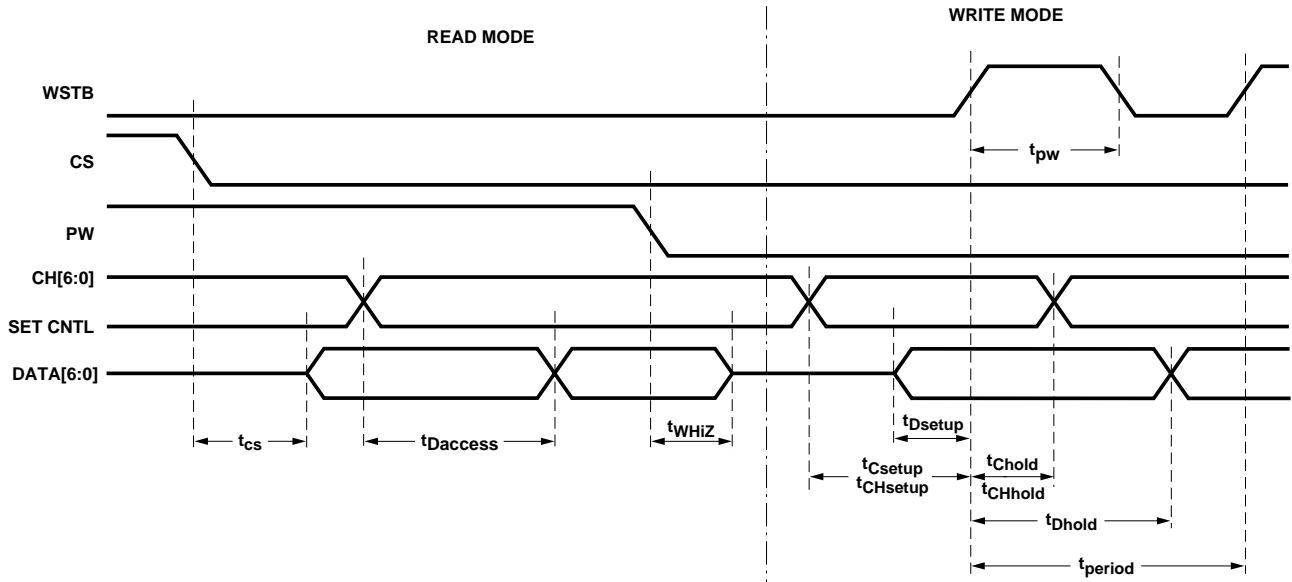 READ MODE
WRITE MODE
WSTB
CS
PW
CH[6:0]
SET CNTL
DATA[6:0]
tpw
tcs
tDaccess
tWHiZ
tDsetup
tCsetup
tCHsetup
tChold
tCHhold
tDhold
tperiod